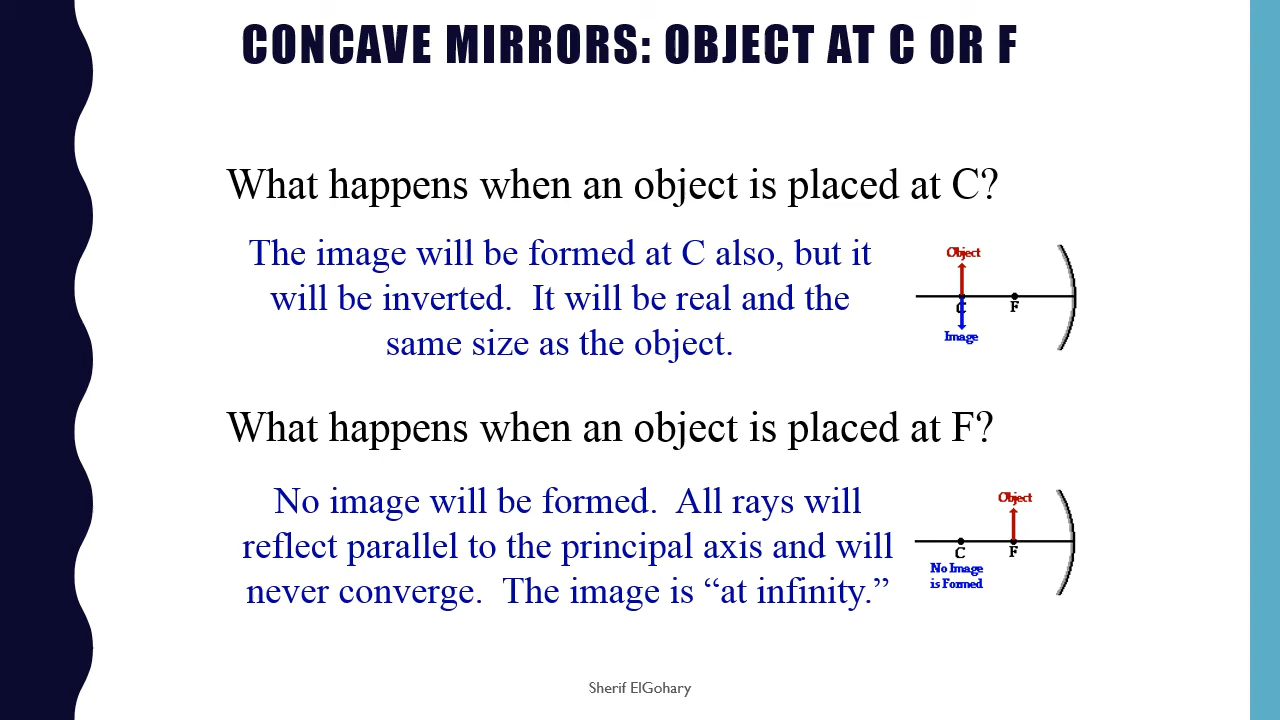 CONCAVE MIRRORS: OBJECT AT C OR F
What happens when an object is placed at C?
The image will be formed at C also, but it
will be inverted.  It will be real and the
same size as the object.
Object
C
F
Image
What happens when an object is placed at F?
No image will be formed.  All rays will
reflect parallel to the principal axis and will
never converge.  The image is “at infinity.”
Object
C
F
No Image
is Formed
Sherif ElGohary